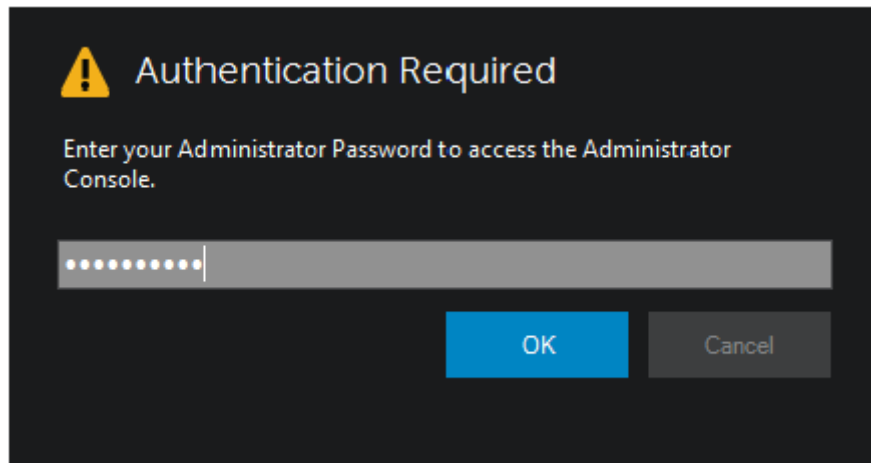 Authentication Required
Enter your Administrator Password to access the Administrator
Console.
••••••••••
OK
Cancel